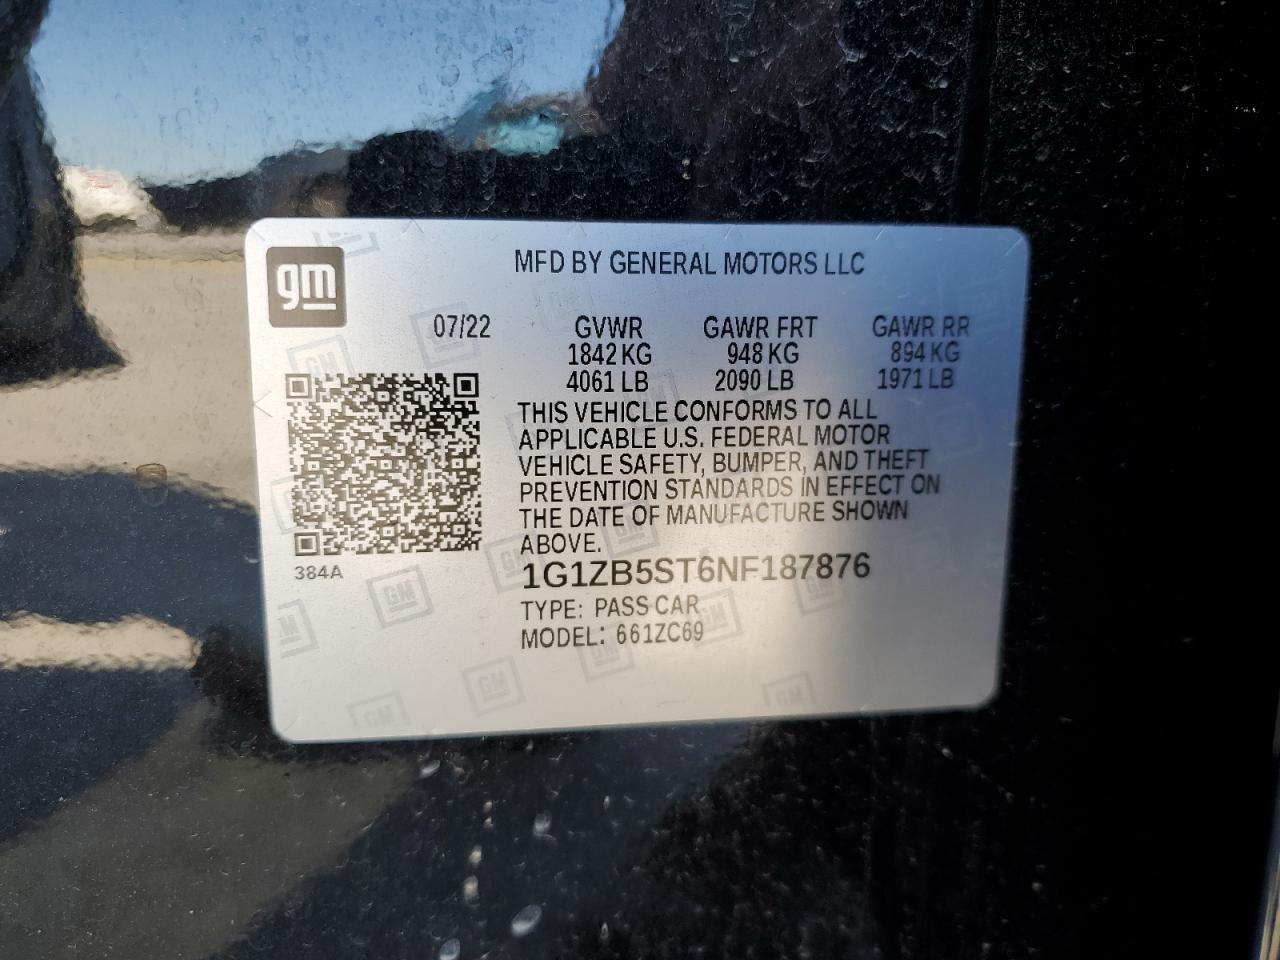 gm
MFD BY GENERAL MOTORS LLC
07/22 GVWR GAWR FRT GAWR RR
1842 KG 948 KG 894 KG
4061 LB 2090 LB 1971 LB
THIS VEHICLE CONFORMS TO ALL
APPLICABLE U.S. FEDERAL MOTOR
VEHICLE SAFETY, BUMPER, AND THEFT
PREVENTION STANDARDS IN EFFECT ON
THE DATE OF MANUFACTURE SHOWN
ABOVE.
384A
1G1ZB5ST6NF187876
TYPE: PASS CAR
MODEL: 661ZC69